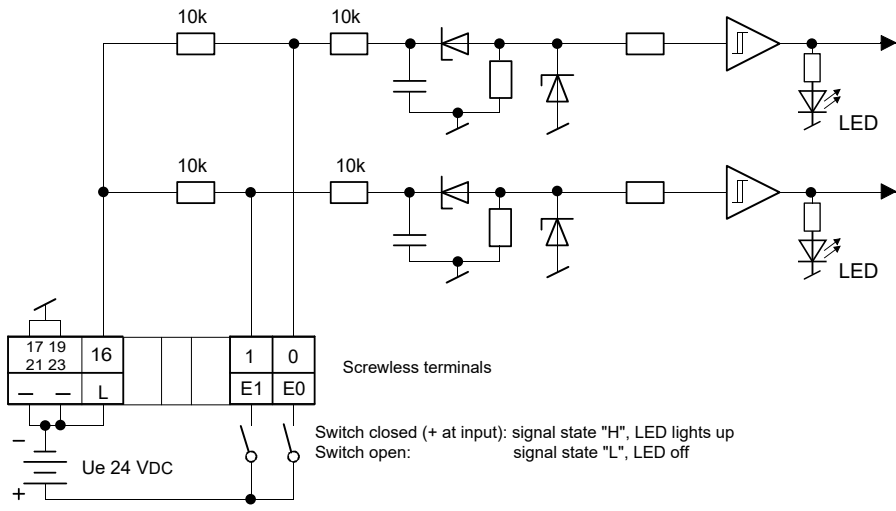 10k 10k
LED
10k 10k
LED
17 19 16 1 0
21 23
Screwless terminals
– – L E1 E0
Switch closed (+ at input): signal state "H", LED lights up
– Switch open: signal state "L", LED off
Ue 24 VDC
+